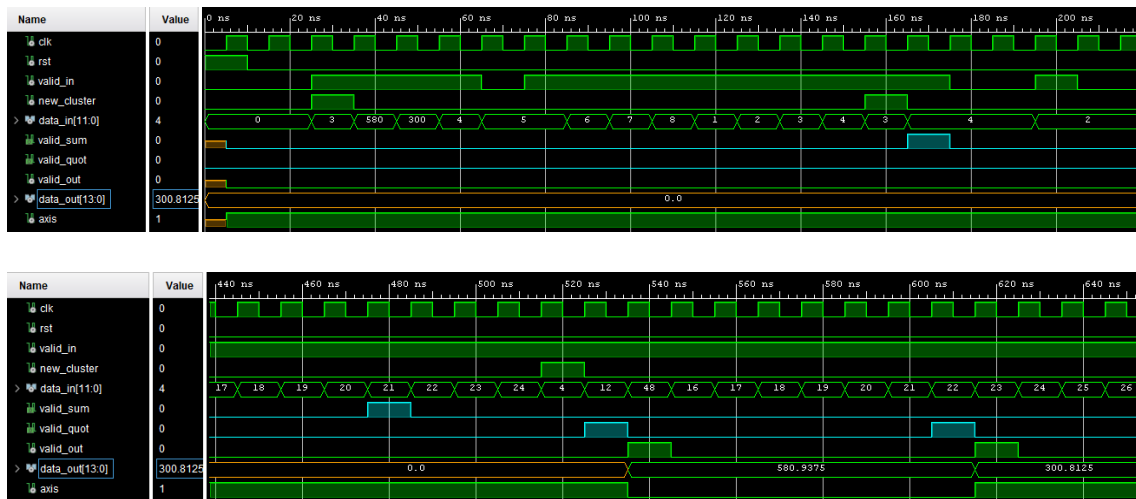 Name Value 0 ns 20 ns 40 ns 60 ns 80 ns 100 ns 120 ns 140 ns 160 ns 180 ns 200 ns
clk 0
rst 0
valid_in 0
new_cluster 0
data_in[11:0] 4 0 3 580 300 4 5 6 7 8 1 2 3 4 3 4 2
valid_sum 0
valid_quot 0
valid_out 0
data_out[13:0] 300.8125 0.0
axis 1
Name Value 440 ns 460 ns 480 ns 500 ns 520 ns 540 ns 560 ns 580 ns 600 ns 620 ns 640 ns
clk 0
rst 0
valid_in 0
new_cluster 0
data_in[11:0] 4 17 18 19 20 21 22 23 24 4 12 48 16 17 18 19 20 21 22 23 24 25 26
valid_sum 0
valid_quot 0
valid_out 0
data_out[13:0] 300.8125 0.0 580.9375 300.8125
axis 1